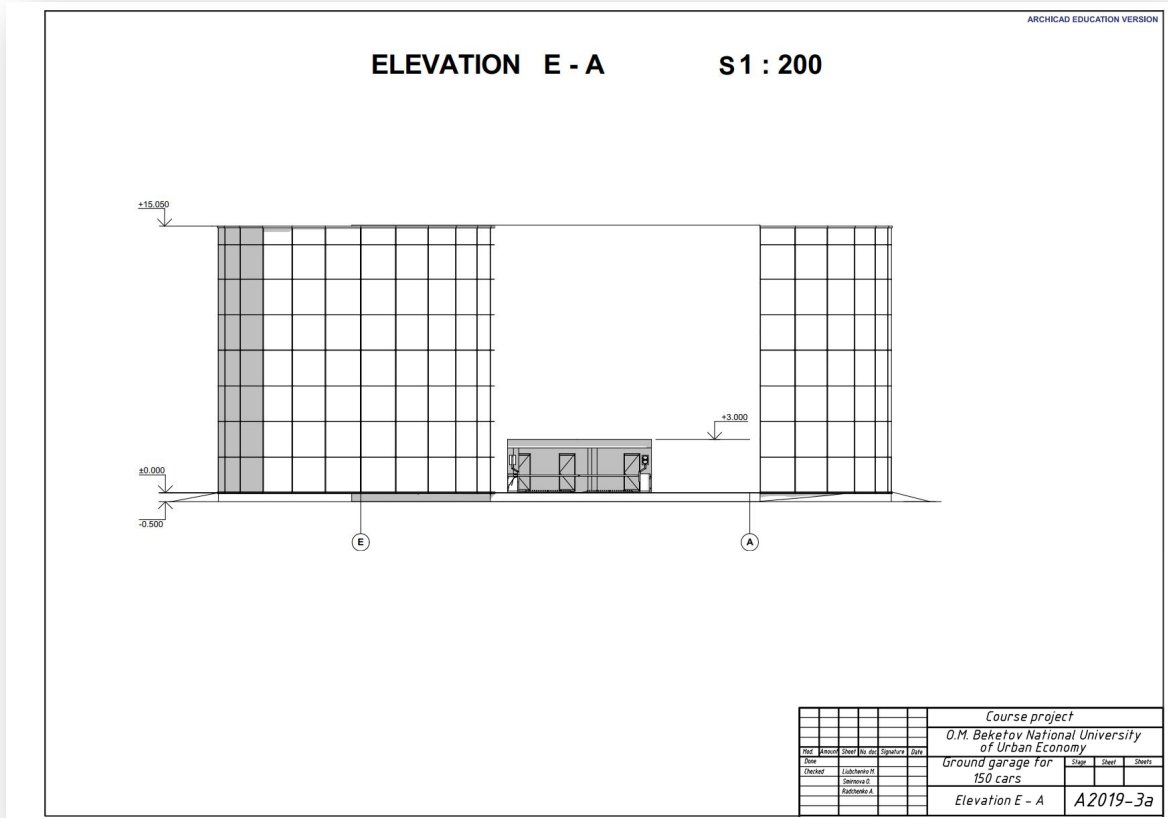 ARCHICAD EDUCATION VERSION
ELEVATION E - A S 1 : 200
+15.050
+3.000
±0.000
-0.500
E
A
Course project
O.M. Beketov National University
of Urban Economy
Mod. Amount Sheet No. doc Signature Date
Done
Checked Liubchenko M.
Smirnova O.
Radchenko A.
Ground garage for
150 cars
Stage Sheet Sheets
Elevation E - A
A2019-3a